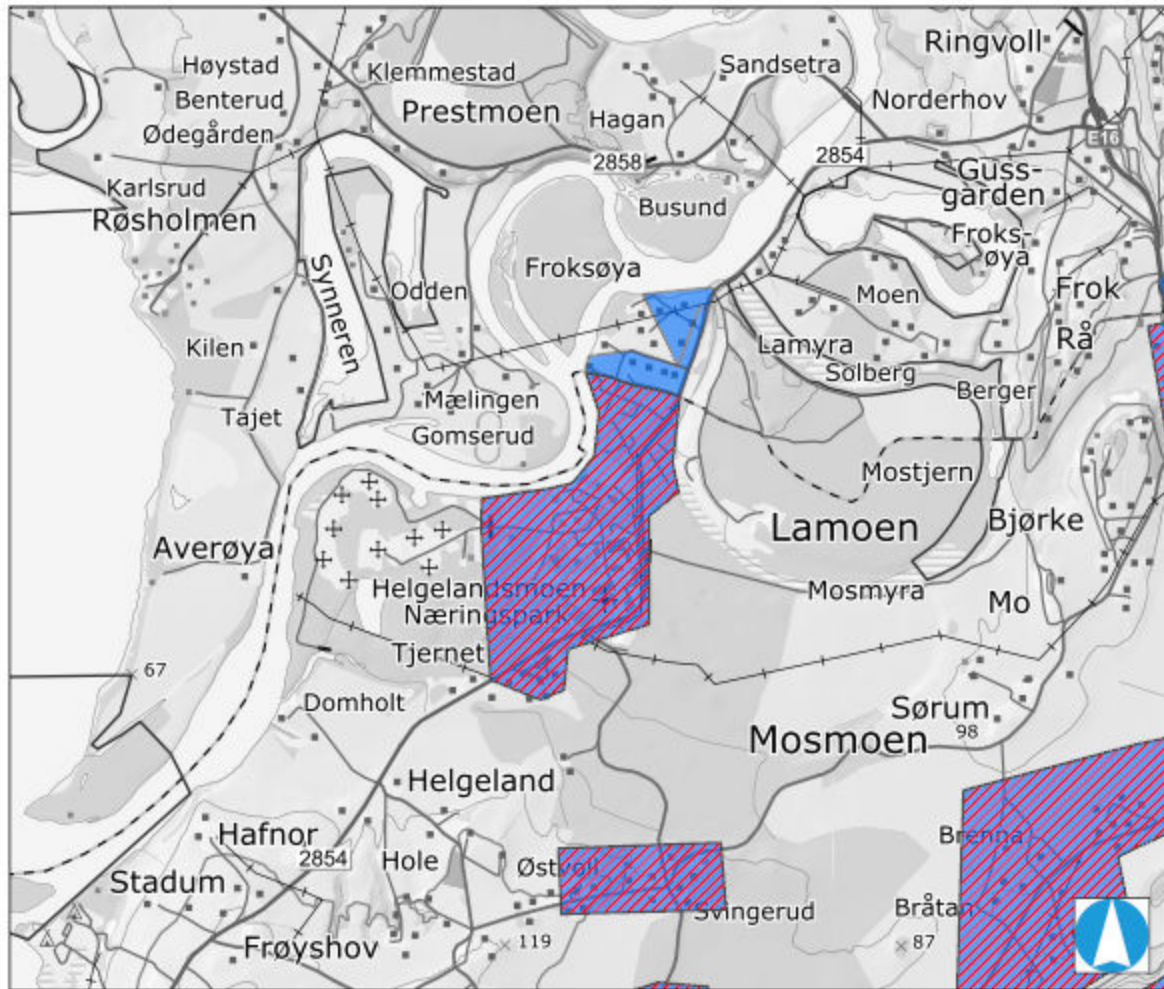 Ringvoll
Høystad
Klemmestad
Sandsetra
Benterud
Prestmoen
Norderhov
Ødegården
Hagan
E16
2858
2854
Guss-
garden
Karlsrud
Røsholmen
Busund
Froks-
øya
Synneren
Froksøya
Odden
Moen
Frok
Kilen
Lamyra
Rå
Solberg
Berger
Mælingen
Tajet
Gomserud
Mostjern
Lamoen
Bjørke
Averøya
Helgelandsmoen
Næringspark
Mosmyra
Mo
Tjernet
67
Domholt
Sørum
98
Mosmoen
Helgeland
Hafnor
Brenna
2854
Hole
Østvoll
Stadum
Svingerud
Bråtan
Frøyshov
119
87